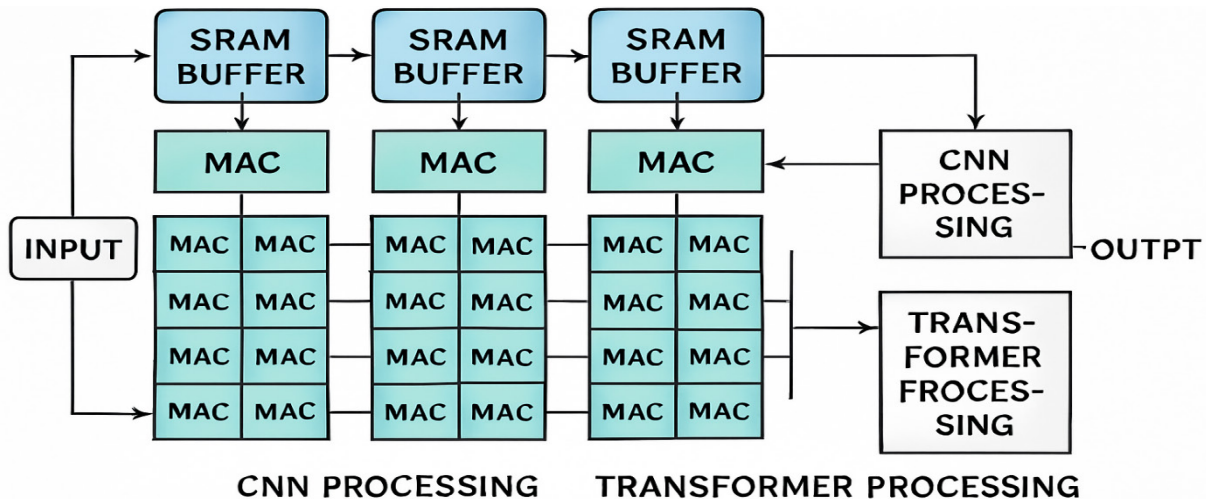 SRAM BUFFER
SRAM BUFFER
SRAM BUFFER
MAC
MAC
MAC
CNN
PROCES-
SING
INPUT
OUTPT
MAC MAC MAC MAC MAC MAC
MAC MAC MAC MAC MAC MAC
MAC MAC MAC MAC MAC MAC
MAC MAC MAC MAC MAC MAC
TRANS-
FORMER
FROCES-
SING
CNN PROCESSING
TRANSFORMER PROCESSING